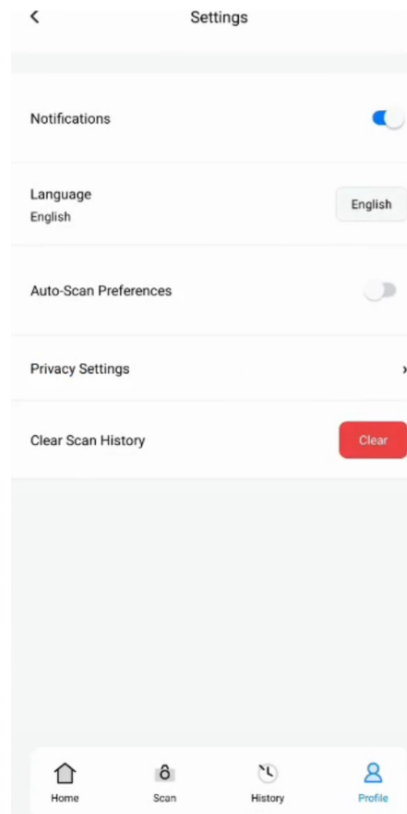 Settings
Notifications
Language
English
English
Auto-Scan Preferences
Privacy Settings
Clear Scan History
Clear
Home
Scan
History
Profile